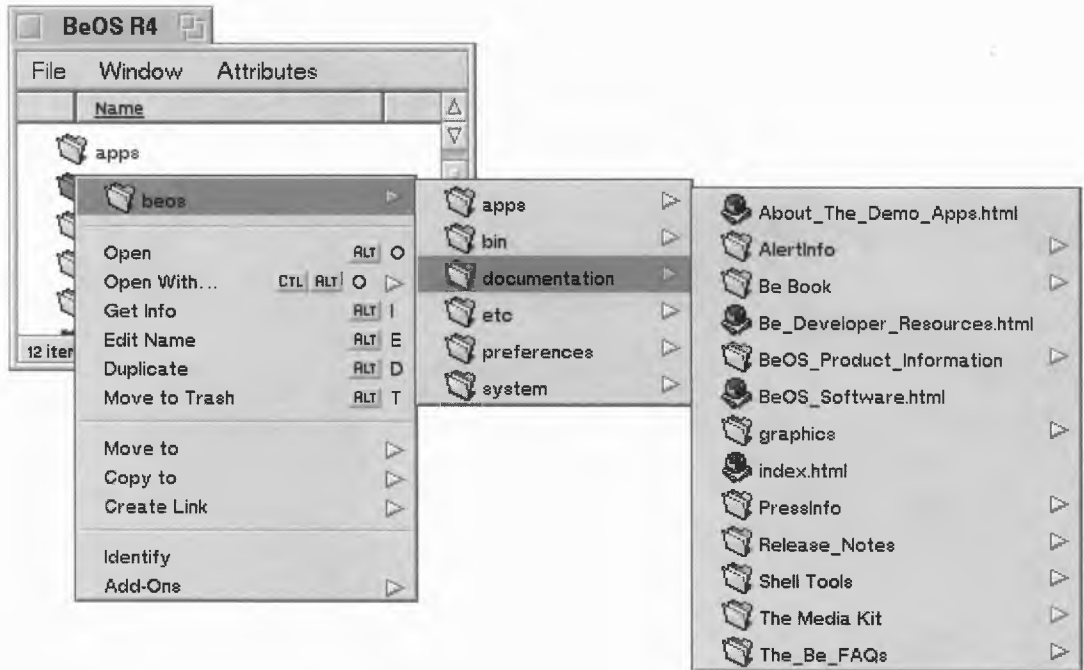 BeOS R4
File Window Attributes
Name
apps
12 iter
beos
Open ALT O
Open With... CTL ALT O
Get Info ALT I
Edit Name ALT E
Duplicate ALT D
Move to Trash ALT T
Move to
Copy to
Create Link
Identify
Add-Ons
apps
bin
documentation
etc
preferences
system
About_The_Demo_Apps.html
AlertInfo
Be Book
Be_Developer_Resources.html
BeOS_Product_Information
BeOS_Software.html
graphics
index.html
PressInfo
Release_Notes
Shell Tools
The Media Kit
The_Be_FAQs